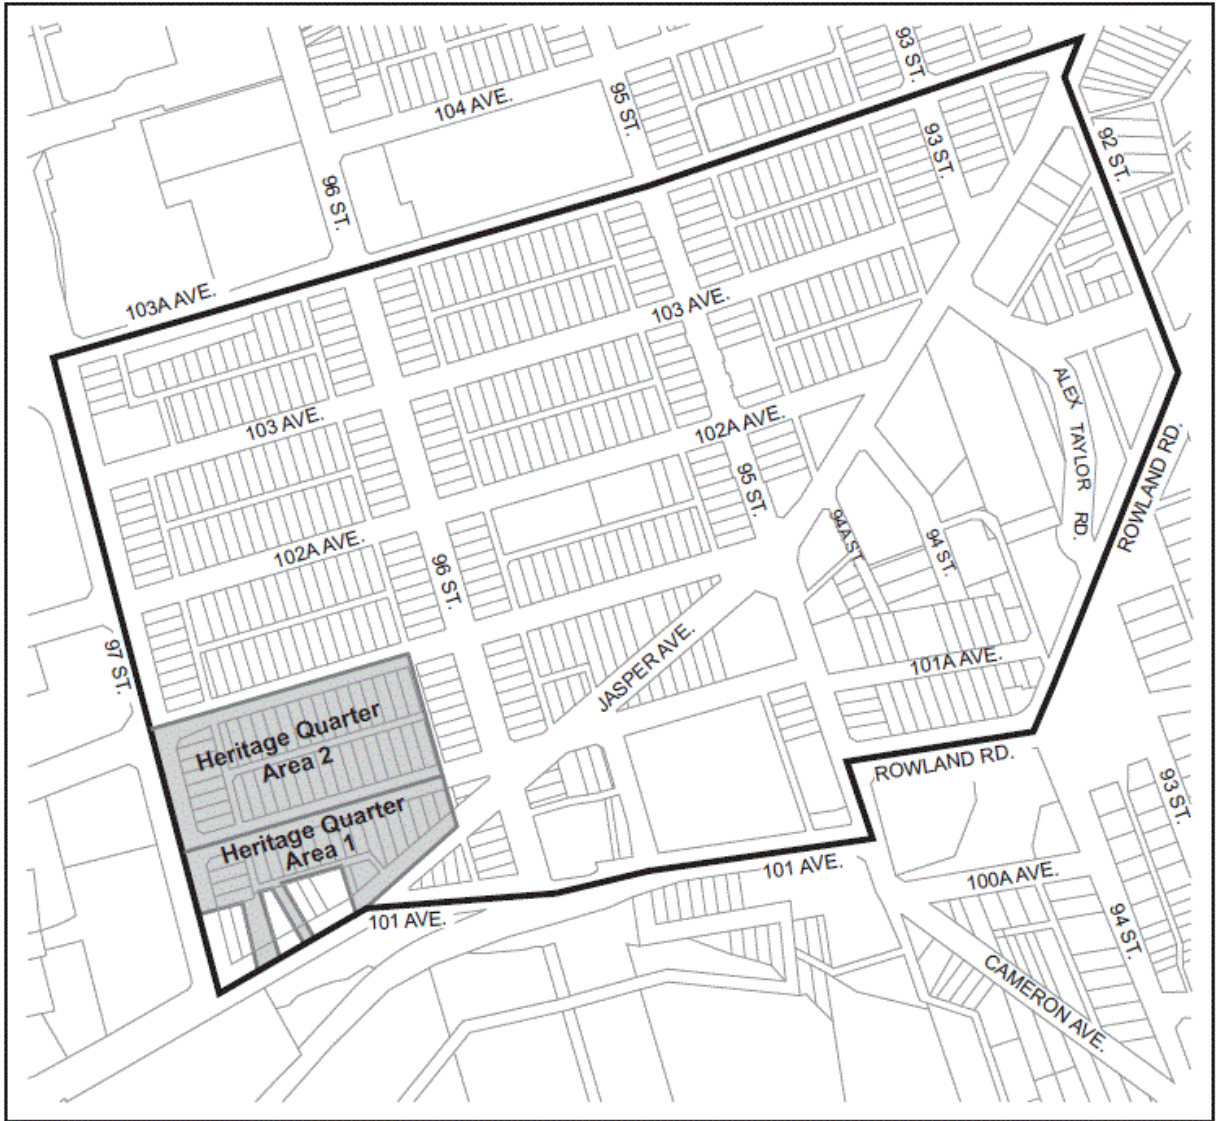 93 ST.
104 AVE.
95 ST.
93 ST.
92 ST.
96 ST.
103A AVE.
103 AVE.
ALEX TAYLOR RD.
103 AVE.
102A AVE.
ROWLAND RD.
95 ST.
94A ST.
94 ST.
102A AVE.
96 ST.
97 ST.
JASPER AVE.
101A AVE.
Heritage Quarter
Area 2
ROWLAND RD.
93 ST.
Heritage Quarter
Area 1
101 AVE.
100A AVE.
101 AVE.
94 ST.
CAMERON AVE.